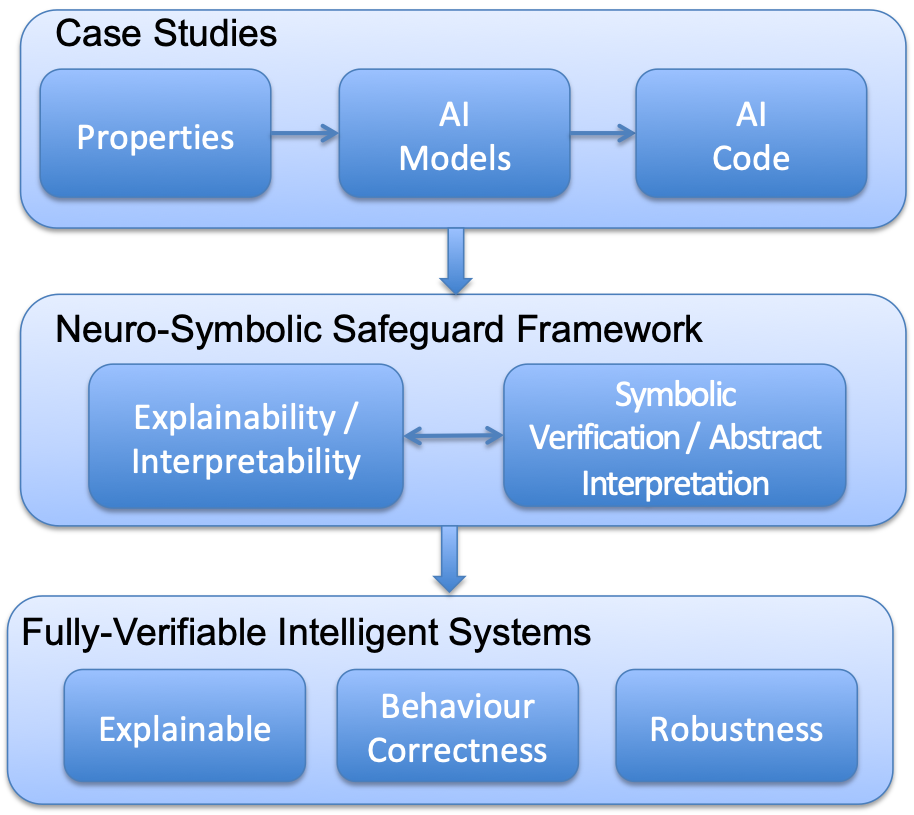 Case Studies
Properties
AI
Models
AI
Code
Neuro-Symbolic Safeguard Framework
Explainability /
Interpretability
Symbolic
Verification / Abstract
Interpretation
Fully-Verifiable Intelligent Systems
Explainable
Behaviour
Correctness
Robustness